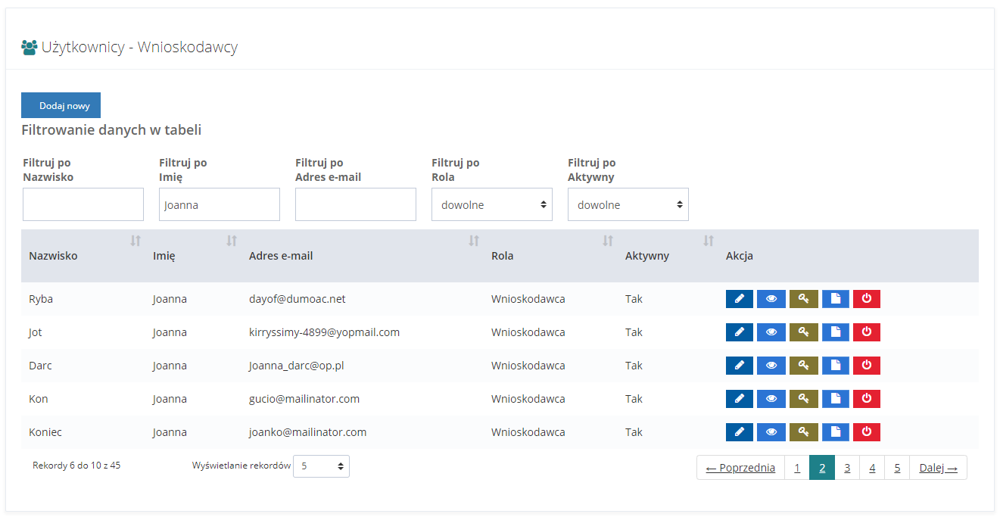 Użytkownicy - Wnioskodawcy
Dodaj nowy
Filtrowanie danych w tabeli
Filtruj po Nazwisko
Filtruj po Imię
Filtruj po Adres e-mail
Filtruj po Rola
Filtruj po Aktywny
Joanna
dowolne
dowolne
Nazwisko Imię Adres e-mail Rola Aktywny Akcja
Ryba Joanna dayof@dumoac.net Wnioskodawca Tak
Jot Joanna kirryssimy-4899@yopmail.com Wnioskodawca Tak
Darc Joanna Joanna_darc@op.pl Wnioskodawca Tak
Kon Joanna gucio@mailinator.com Wnioskodawca Tak
Koniec Joanna joanko@mailinator.com Wnioskodawca Tak
Rekordy 6 do 10 z 45 Wyświetlanie rekordów 5 ← Poprzednia 1 2 3 4 5 Dalej →